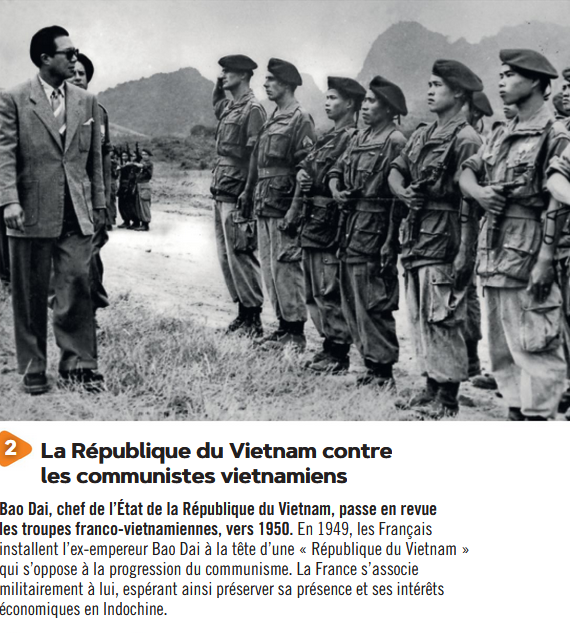 2 La République du Vietnam contre
les communistes vietnamiens
Bao Dai, chef de l’État de la République du Vietnam, passe en revue
les troupes franco-vietnamiennes, vers 1950. En 1949, les Français
installent l’ex-empereur Bao Dai à la tête d’une « République du Vietnam »
qui s’oppose à la progression du communisme. La France s’associe
militairement à lui, espérant ainsi préserver sa présence et ses intérêts
économiques en Indochine.